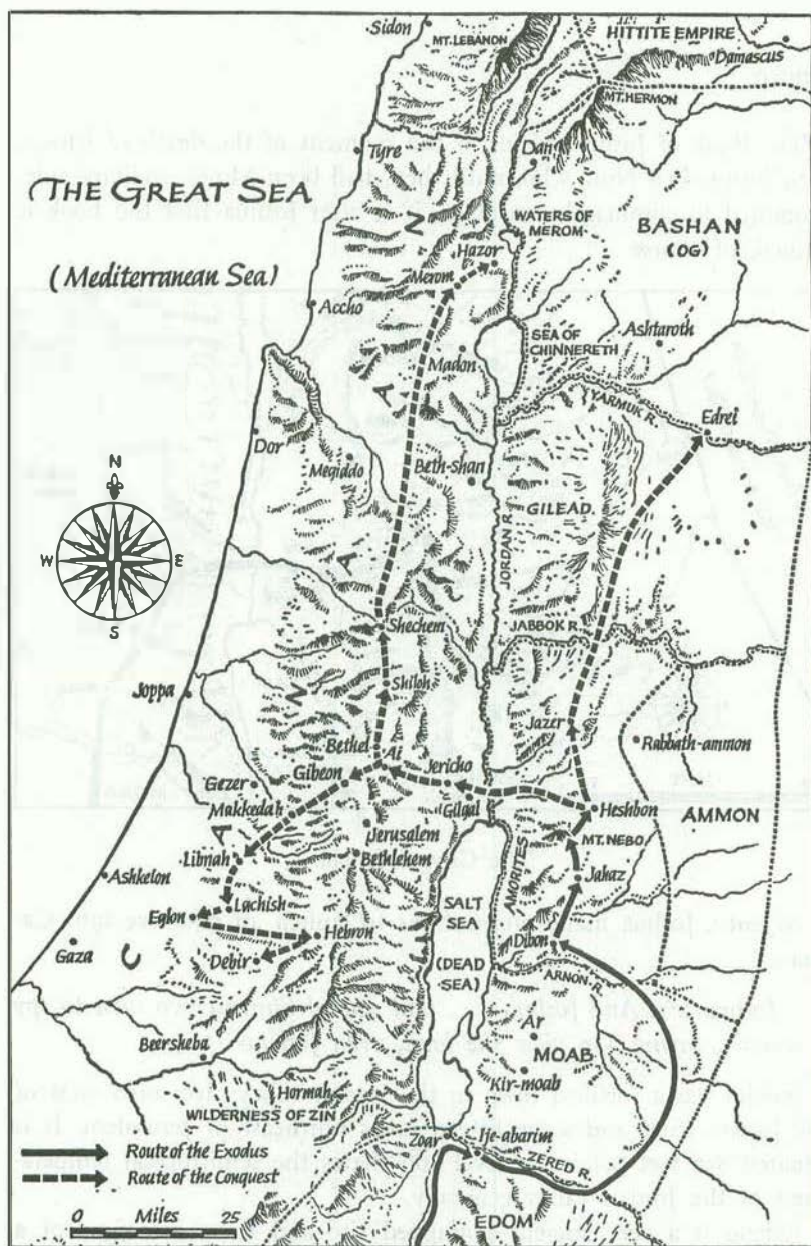 Sidon
MT. LEBANON
HITTITE EMPIRE
Damascus
MT. HERMON
Tyre
Dan
THE GREAT SEA
(Mediterranean Sea)
WATERS OF
MEROM
BASHAN
(OG)
Hazor
Merom
Accho
SEA OF
CHINNERETH
Ashtaroth
Madon
YARMUK R.
Edrei
Dor
Megiddo
Beth-shan
GILEAD
JORDAN R.
N
W
E
S
CANAAN
Shechem
JABBOK R.
Shiloh
Joppa
Jazer
Rabbath-ammon
Bethel
Ai
Gibeon
Jericho
Gezer
Makkedah
Gilgal
Heshbon
AMMON
Jerusalem
MT. NEBO
Libnah
Bethlehem
Ashkelon
Jahaz
AMORITES
Lachish
SALT
SEA
(DEAD
SEA)
Eglon
Hebron
Dibon
Gaza
Debir
ARNON R.
Ar
MOAB
Beersheba
Kir-moab
Hormah
WILDERNESS OF ZIN
Zoar
Ije-abarim
ZERED R.
Route of the Exodus
Route of the Conquest
0 Miles 25
EDOM